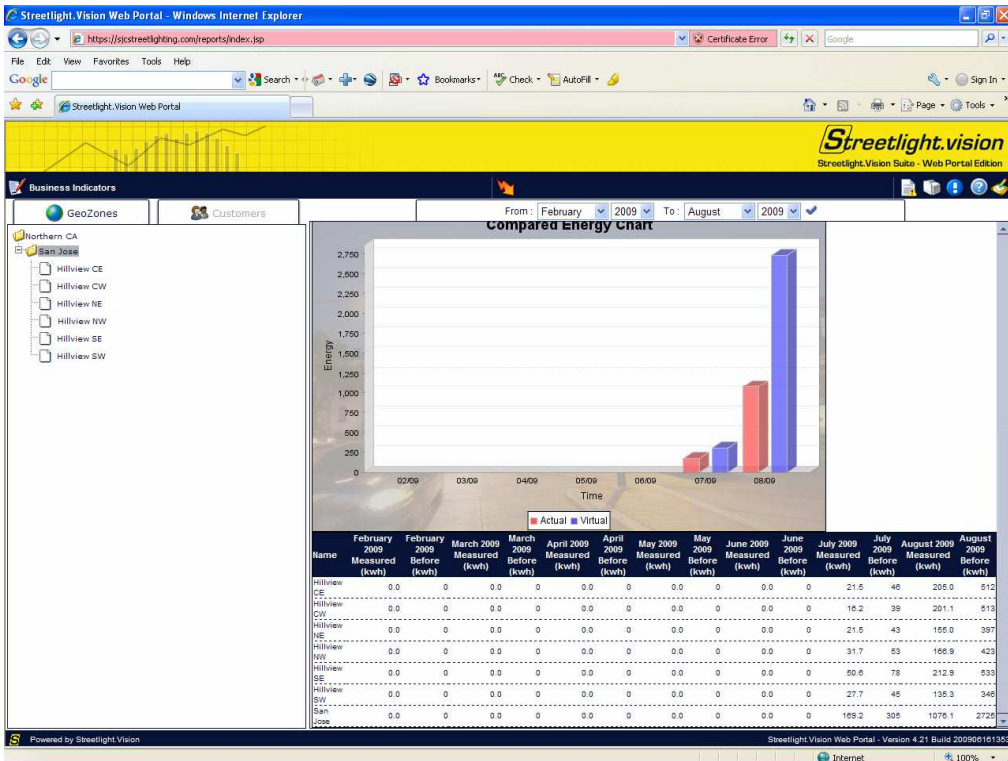 Streetlight.Vision Web Portal - Windows Internet Explorer
https://sjcstreetlighting.com/reports/index.jsp
Certificate Error
Google
File Edit View Favorites Tools Help
Google
Search
Bookmarks
Check
AutoFill
Sign In
Streetlight.Vision Web Portal
Page Tools
Streetlight.vision
Streetlight.Vision Suite - Web Portal Edition
Business Indicators
GeoZones Customers
From : February 2009 To : August 2009
Northern CA
San Jose
Hillview CE
Hillview CW
Hillview NE
Hillview NW
Hillview SE
Hillview SW
Compared Energy Chart
2,750
2,500
2,250
2,000
1,750
1,500
1,250
1,000
750
500
250
0
Energy
02/09 03/09 04/09 05/09 06/09 07/09 08/09
Time
Actual Virtual
Name February 2009 Measured (kwh) February 2009 Before (kwh) March 2009 Measured (kwh) March 2009 Before (kwh) April 2009 Measured (kwh) April 2009 Before (kwh) May 2009 Measured (kwh) May 2009 Before (kwh) June 2009 Measured (kwh) June 2009 Before (kwh) July 2009 Measured (kwh) July 2009 Before (kwh) August 2009 Measured (kwh) August 2009 Before (kwh)
Hillview CE 0.0 0 0.0 0 0.0 0 0.0 0 0.0 0 21.5 46 205.0 512
Hillview CW 0.0 0 0.0 0 0.0 0 0.0 0 0.0 0 16.2 39 201.1 513
Hillview NE 0.0 0 0.0 0 0.0 0 0.0 0 0.0 0 21.5 43 155.0 397
Hillview NW 0.0 0 0.0 0 0.0 0 0.0 0 0.0 0 31.7 53 166.9 423
Hillview SE 0.0 0 0.0 0 0.0 0 0.0 0 0.0 0 50.6 78 212.9 533
Hillview SW 0.0 0 0.0 0 0.0 0 0.0 0 0.0 0 27.7 45 135.3 346
San Jose 0.0 0 0.0 0 0.0 0 0.0 0 0.0 0 169.2 305 1076.1 2725
Powered by Streetlight.Vision
Streetlight.Vision Web Portal - Version 4.21 Build 200906161353
Internet 100%